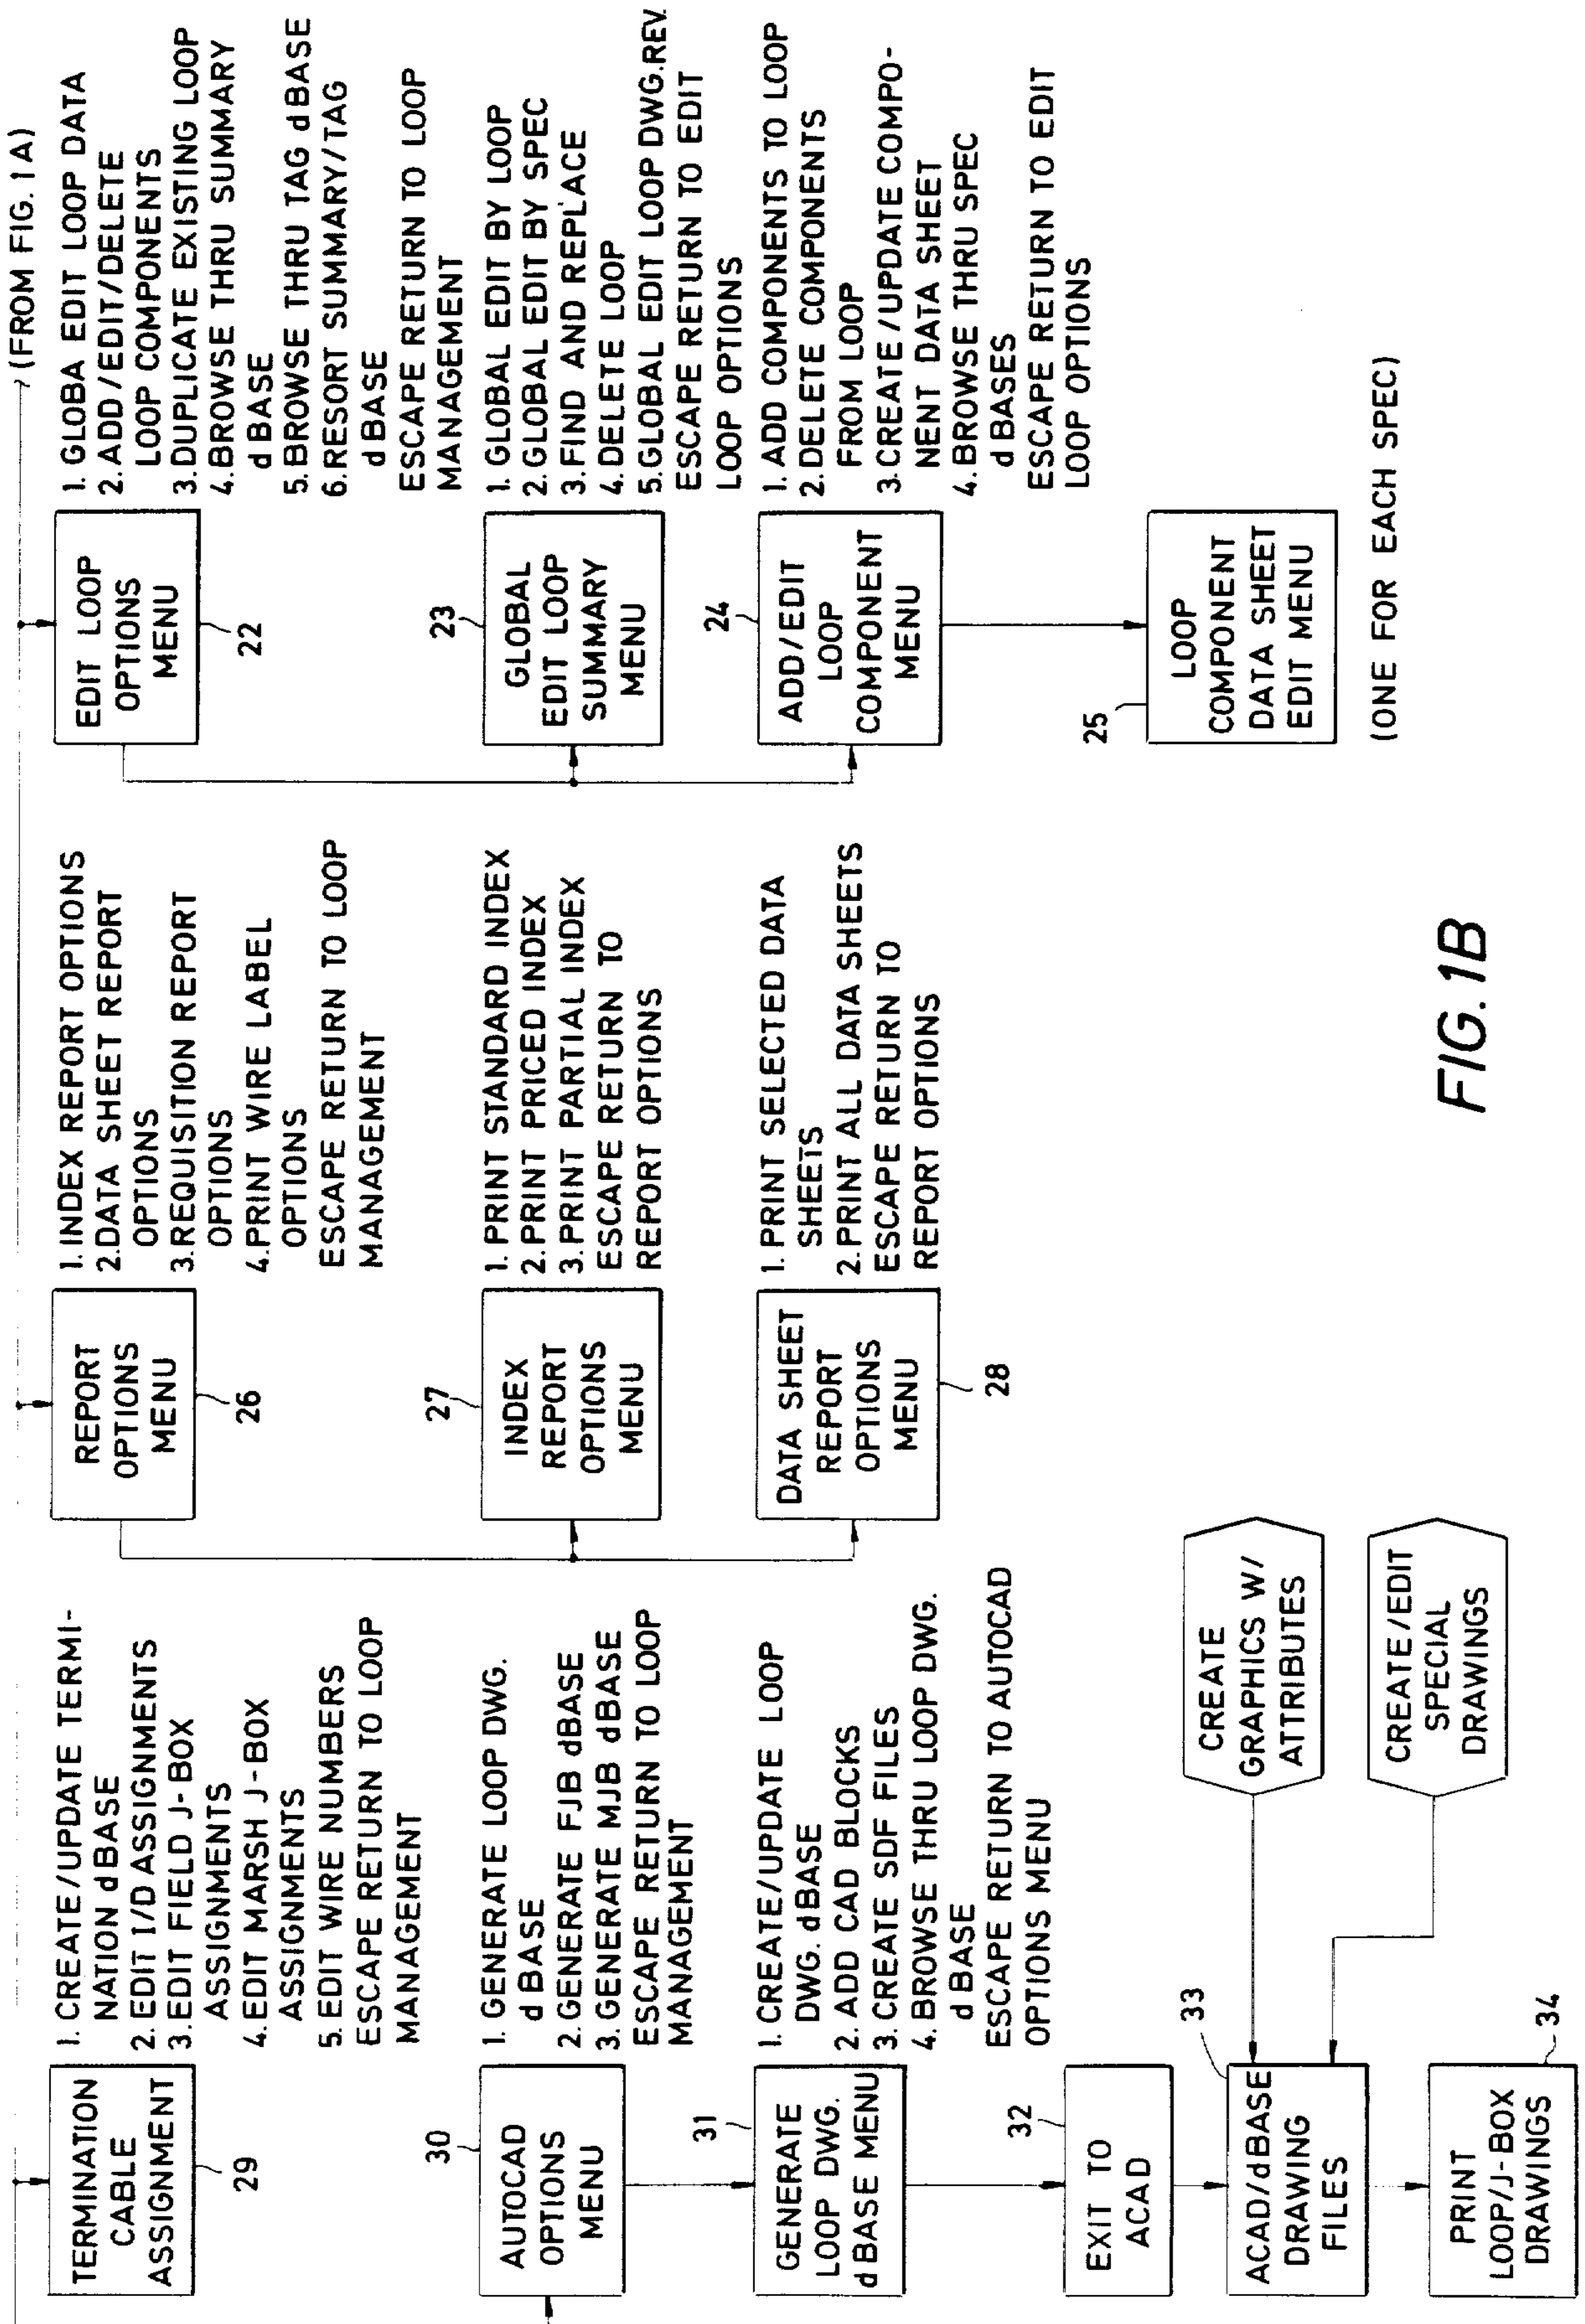 (FROM FIG. 1A)
TERMINATION
CABLE
ASSIGNMENT
29
1. CREATE/UPDATE TERMI-
NATION dBASE
2. EDIT I/D ASSIGNMENTS
3. EDIT FIELD J-BOX
ASSIGNMENTS
4. EDIT MARSH J-BOX
ASSIGNMENTS
5. EDIT WIRE NUMBERS
ESCAPE RETURN TO LOOP
MANAGEMENT
REPORT
OPTIONS
MENU
26
1. INDEX REPORT OPTIONS
2. DATA SHEET REPORT
OPTIONS
3. REQUISITION REPORT
OPTIONS
4. PRINT WIRE LABEL
OPTIONS
ESCAPE RETURN TO LOOP
MANAGEMENT
EDIT LOOP
OPTIONS
MENU
22
1. GLOBA EDIT LOOP DATA
2. ADD/EDIT/DELETE
LOOP COMPONENTS
3. DUPLICATE EXISTING LOOP
4. BROWSE THRU SUMMARY
d BASE
5. BROWSE THRU TAG d BASE
6. RESORT SUMMARY/TAG
d BASE
ESCAPE RETURN TO LOOP
MANAGEMENT
30
AUTOCAD
OPTIONS
MENU
1. GENERATE LOOP DWG.
d BASE
2. GENERATE FJB dBASE
3. GENERATE MJB dBASE
ESCAPE RETURN TO LOOP
MANAGEMENT
27
INDEX
REPORT
OPTIONS
MENU
1. PRINT STANDARD INDEX
2. PRINT PRICED INDEX
3. PRINT PARTIAL INDEX
ESCAPE RETURN TO
REPORT OPTIONS
23
GLOBAL
EDIT LOOP
SUMMARY
MENU
1. GLOBAL EDIT BY LOOP
2. GLOBAL EDIT BY SPEC
3. FIND AND REPLACE
4. DELETE LOOP
5. GLOBAL EDIT LOOP DWG.REV.
ESCAPE RETURN TO EDIT
LOOP OPTIONS
31
GENERATE
LOOP DWG.
d BASE MENU
1. CREATE/UPDATE LOOP
DWG. d BASE
2. ADD CAD BLOCKS
3. CREATE SDF FILES
4. BROWSE THRU LOOP DWG.
d BASE
ESCAPE RETURN TO AUTOCAD
OPTIONS MENU
DATA SHEET
REPORT
OPTIONS
MENU
28
1. PRINT SELECTED DATA
SHEETS
2. PRINT ALL DATA SHEETS
ESCAPE RETURN TO
REPORT OPTIONS
24
ADD/EDIT
LOOP
COMPONENT
MENU
1. ADD COMPONENTS TO LOOP
2. DELETE COMPONENTS
FROM LOOP
3. CREATE/UPDATE COMPO-
NENT DATA SHEET
4. BROWSE THRU SPEC
d BASES
ESCAPE RETURN TO EDIT
LOOP OPTIONS
32
EXIT TO
ACAD
25
LOOP
COMPONENT
DATA SHEET
EDIT MENU
(ONE FOR EACH SPEC)
33
ACAD/dBASE
DRAWING
FILES
CREATE
GRAPHICS W/
ATTRIBUTES
CREATE/EDIT
SPECIAL
DRAWINGS
PRINT
LOOP/J-BOX
DRAWINGS
34
FIG. 1B